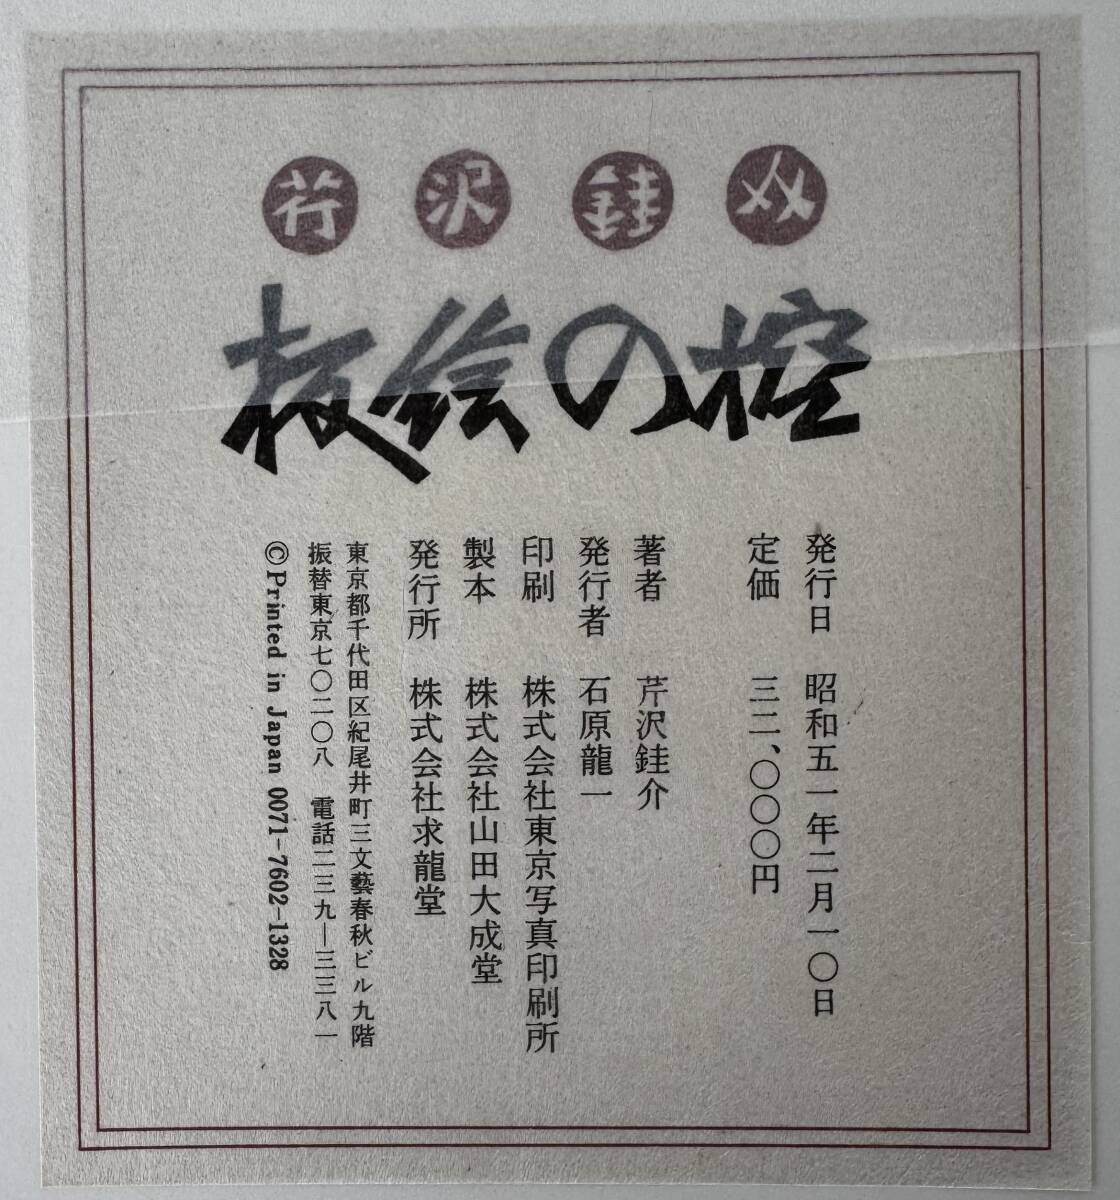 芹沢銈介
板絵の控
発行日 昭和五一年二月一〇日
定価 三二、〇〇〇円
著者 芹沢銈介
発行者 石原龍一
印刷 株式会社東京写真印刷所
製本 株式会社山田大成堂
発行所 株式会社求龍堂
東京都千代田区紀尾井町三文藝春秋ビル九階
振替東京七〇二〇八 電話二三九―三三八一
©Printed in Japan 0071-7602-1328